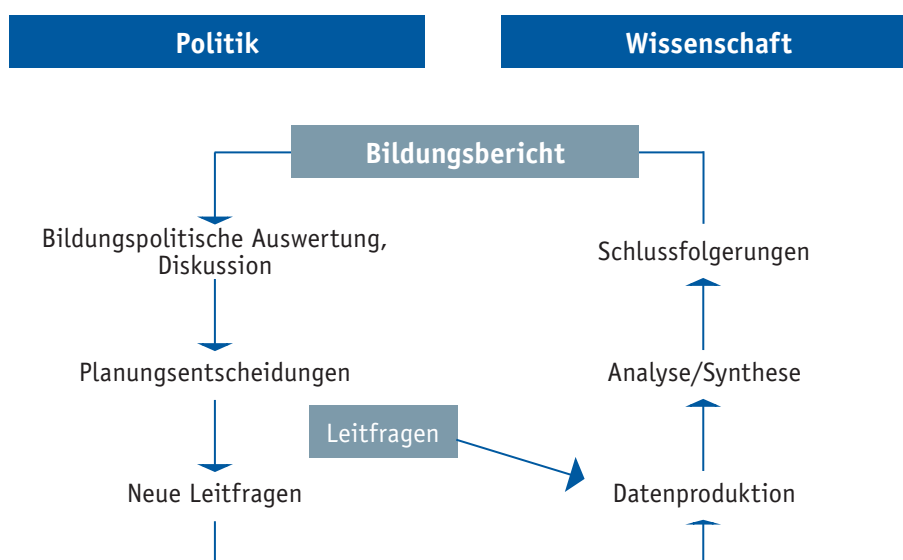 Politik
Wissenschaft
Bildungsbericht
Bildungspolitische Auswertung,
Diskussion
Schlussfolgerungen
Planungsentscheidungen
Analyse/Synthese
Leitfragen
Neue Leitfragen
Datenproduktion